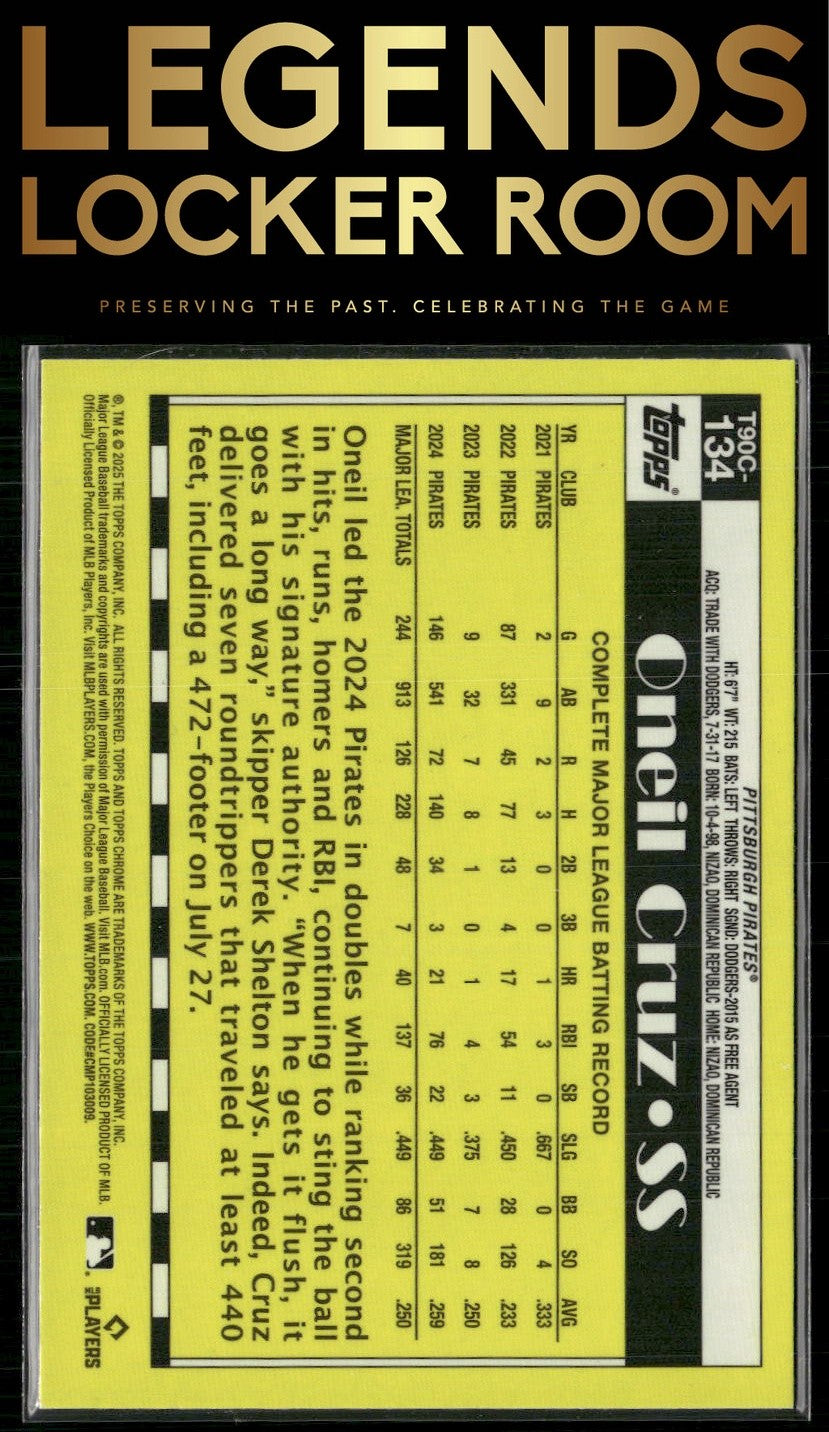 LEGENDS
LOCKER ROOM
PRESERVING THE PAST. CELEBRATING THE GAME
T90C-
134
topps®
PITTSBURGH PIRATES®
HT: 6'7" WT: 215 BATS: LEFT THROWS: RIGHT SGND: DODGERS-2015 AS FREE AGENT
ACQ: TRADE WITH DODGERS, 7-31-17 BORN: 10-4-98, NIZAO, DOMINICAN REPUBLIC HOME: NIZAO, DOMINICAN REPUBLIC
Oneil Cruz • SS
COMPLETE MAJOR LEAGUE BATTING RECORD
YR CLUB G AB R H 2B 3B HR RBI SB SLG BB SO AVG
2021 PIRATES 2 9 2 3 0 0 1 3 0 .667 0 4 .333
2022 PIRATES 87 331 45 77 13 4 17 54 11 .450 28 126 .233
2023 PIRATES 9 32 7 8 1 0 1 4 3 .375 7 8 .250
2024 PIRATES 146 541 72 140 34 3 21 76 22 .449 51 181 .259
MAJOR LEA. TOTALS 244 913 126 228 48 7 40 137 36 .449 86 319 .250
Oneil led the 2024 Pirates in doubles while ranking second
in hits, runs, homers and RBI, continuing to sting the ball
with his signature authority. “When he gets it flush, it
goes a long way,” skipper Derek Shelton says. Indeed, Cruz
delivered seven roundtrippers that traveled at least 440
feet, including a 472-footer on July 27.
®, TM & © 2025 THE TOPPS COMPANY, INC. ALL RIGHTS RESERVED. TOPPS AND TOPPS CHROME ARE TRADEMARKS OF THE TOPPS COMPANY, INC.
Major League Baseball trademarks and copyrights are used with permission of Major League Baseball. Visit MLB.com. OFFICIALLY LICENSED PRODUCT OF MLB.
Officially Licensed Product of MLB Players, Inc. Visit MLBPLAYERS.COM, the Players Choice on the web. WWW.TOPPS.COM. CODE#CMP103009.
MLB PLAYERS